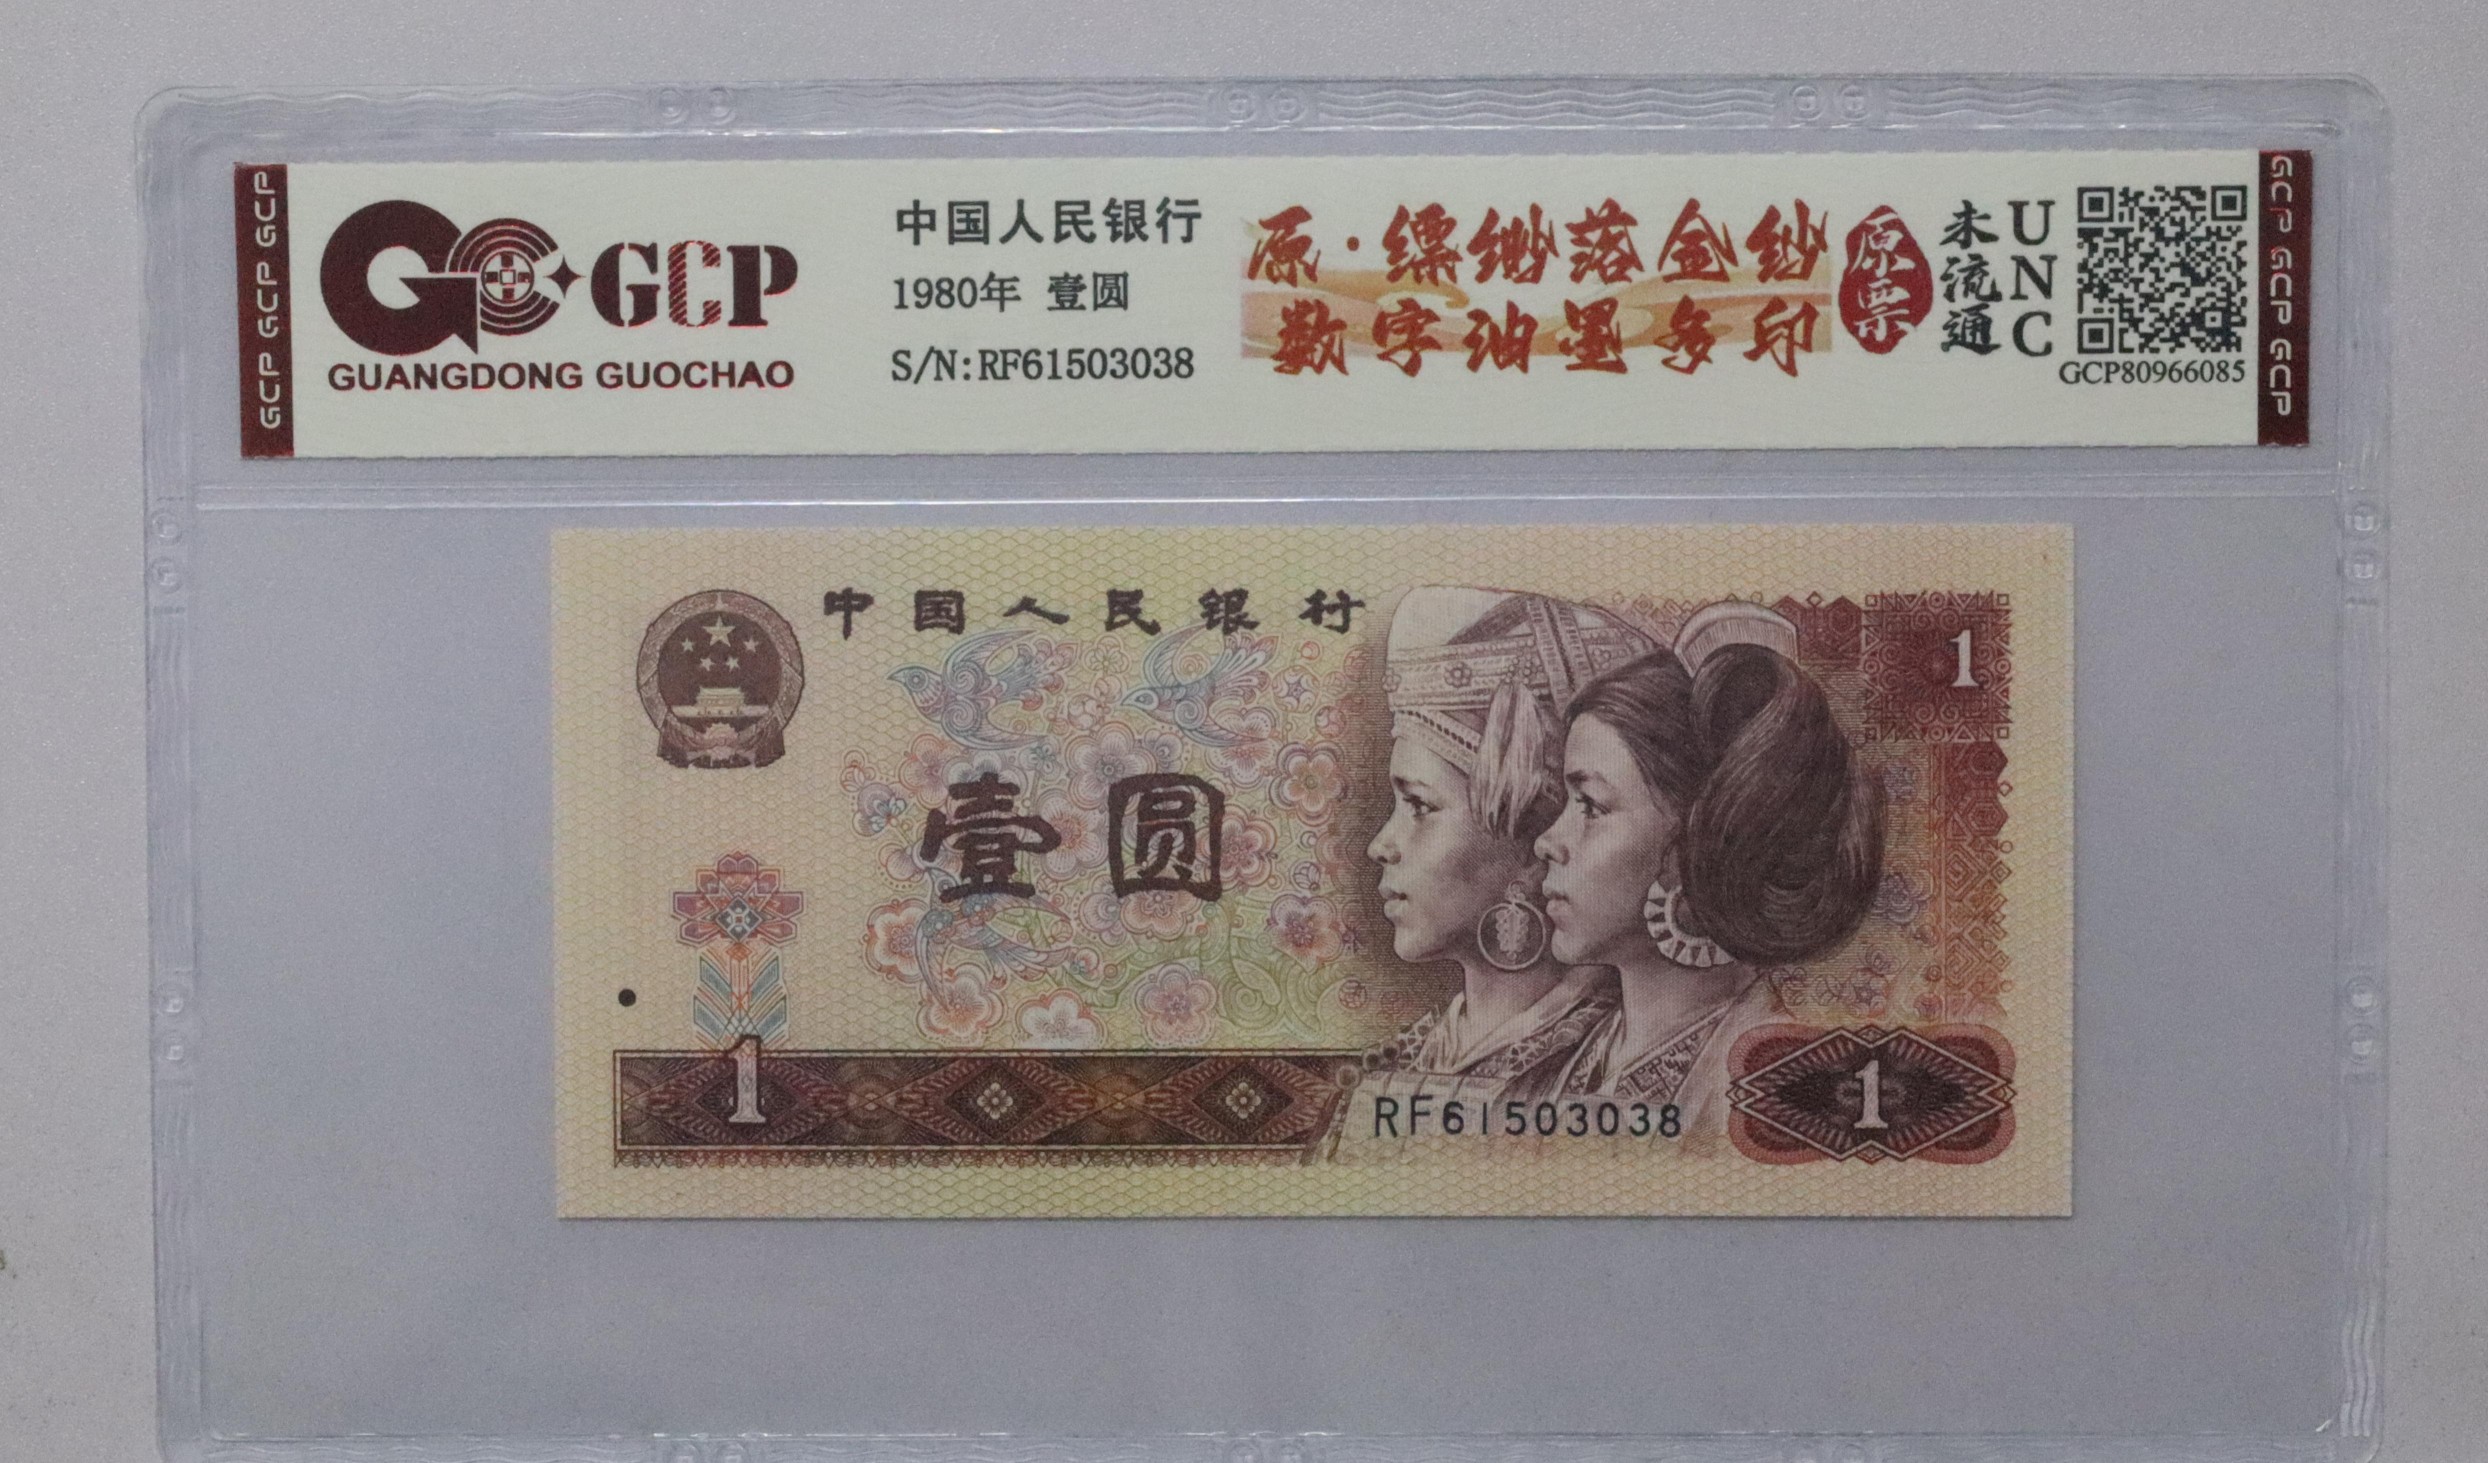 GCP GCP GCP
GCP
GUANGDONG GUOCHAO
中国人民银行
1980年 壹圆
S/N:RF61503038
原·缥缈落金纱
数字油墨多印
原票
未流通
UNC
GCP80966085
GCP GCP GCP
中国人民银行
壹圆
1
1
1
RF61503038